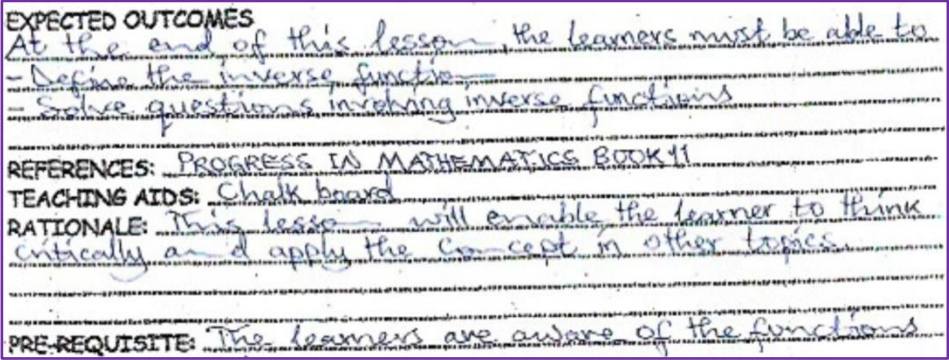 EXPECTED OUTCOMES
At the end of this lesson, the learners must be able to
- Define the inverse function
- Solve questions involving inverse functions
REFERENCES: PROGRESS IN MATHEMATICS BOOK 11
TEACHING AIDS: Chalk board
RATIONALE: This lesson will enable the learner to think
critically and apply the concept in other topics.
PRE-REQUISITE: The learners are aware of the functions